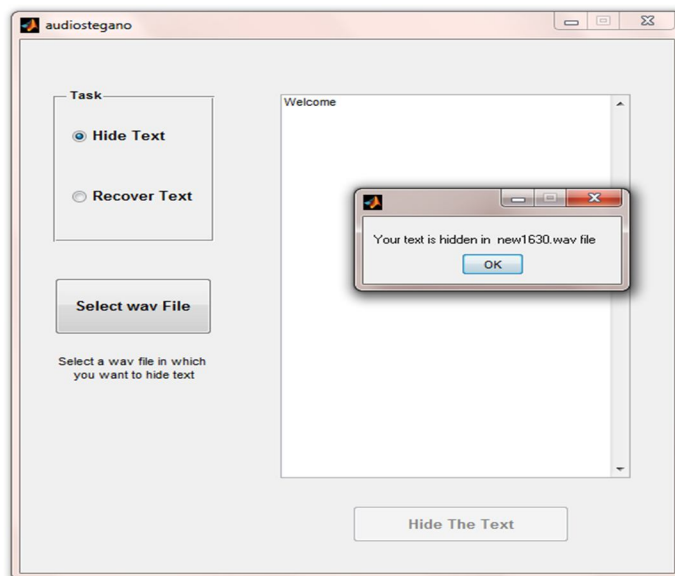 audiostegano
Task
Hide Text
Recover Text
Select wav File
Select a wav file in which
you want to hide text
Welcome
Your text is hidden in new1630.wav file
OK
Hide The Text